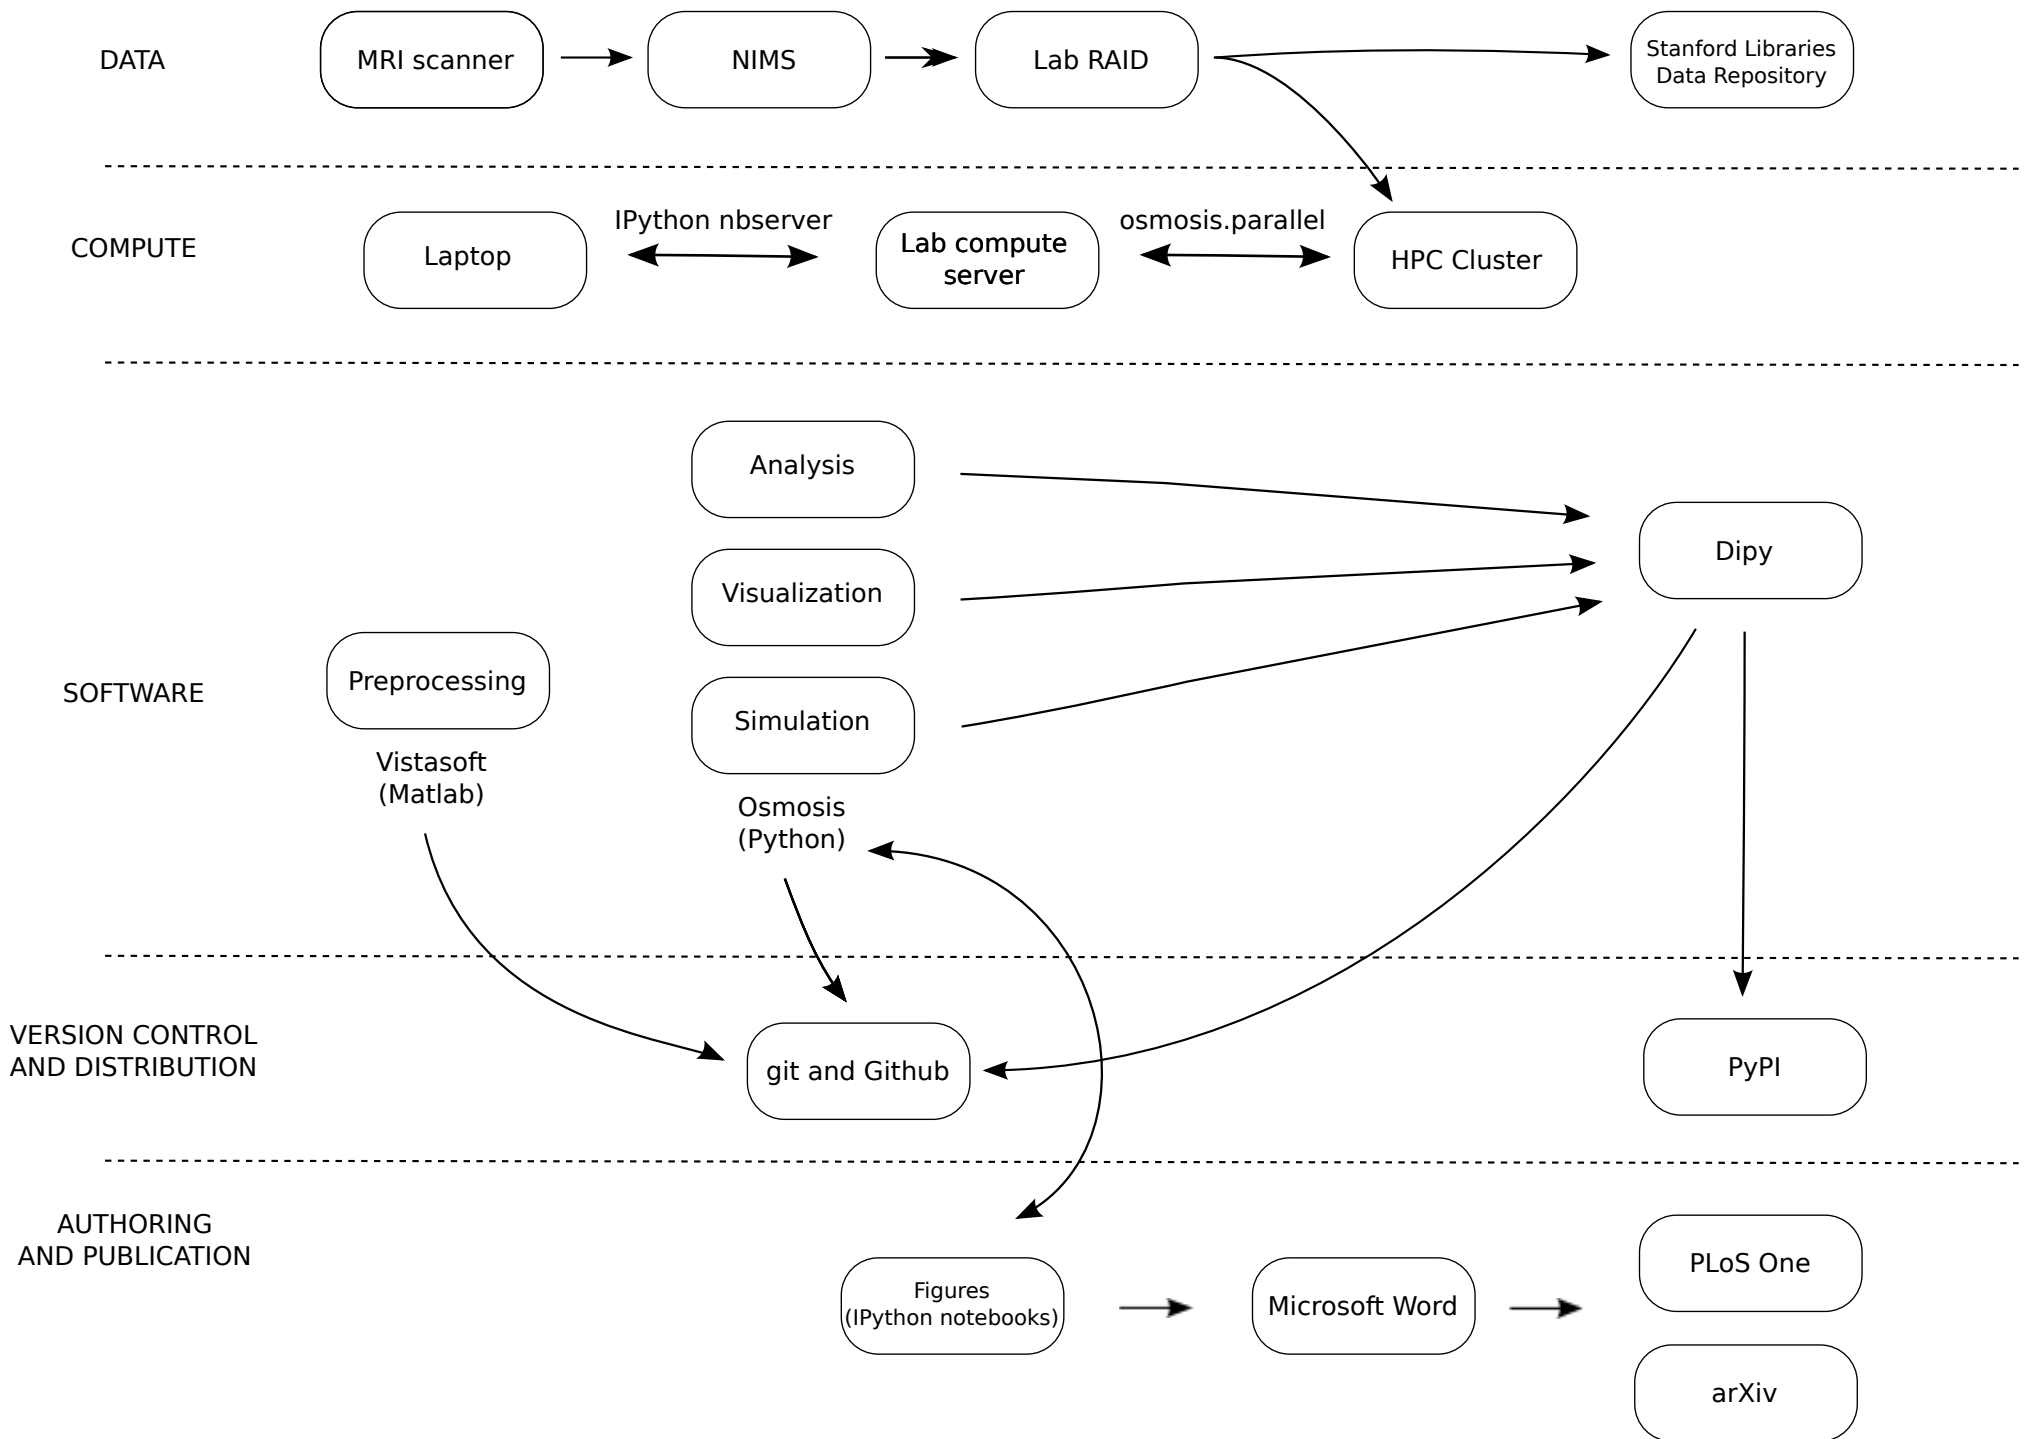 DATA
MRI scanner
NIMS
Lab RAID
Stanford Libraries
Data Repository
COMPUTE
Laptop
IPython nbserver
Lab compute
server
osmosis.parallel
HPC Cluster
SOFTWARE
Preprocessing
Vistasoft
(Matlab)
Analysis
Visualization
Simulation
Osmosis
(Python)
Dipy
VERSION CONTROL
AND DISTRIBUTION
git and Github
PyPI
AUTHORING
AND PUBLICATION
Figures
(IPython notebooks)
Microsoft Word
PLoS One
arXiv